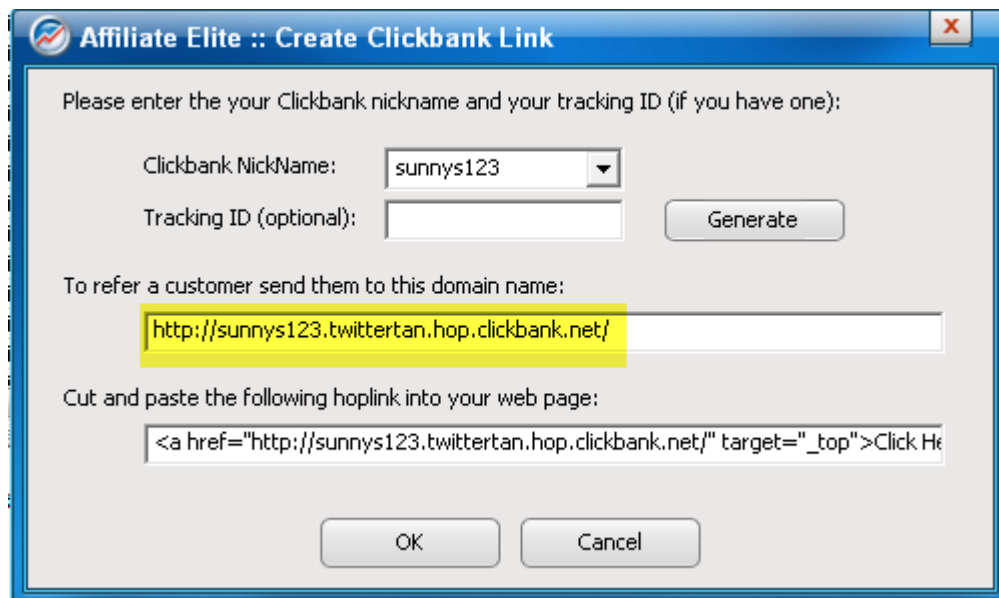 Affiliate Elite :: Create Clickbank Link
X
Please enter the your Clickbank nickname and your tracking ID (if you have one):
Clickbank NickName: sunnys123
Tracking ID (optional): Generate
To refer a customer send them to this domain name:
http://sunnys123.twittertan.hop.clickbank.net/
Cut and paste the following hoplink into your web page:
<a href="http://sunnys123.twittertan.hop.clickbank.net/" target="_top">Click He
OK Cancel